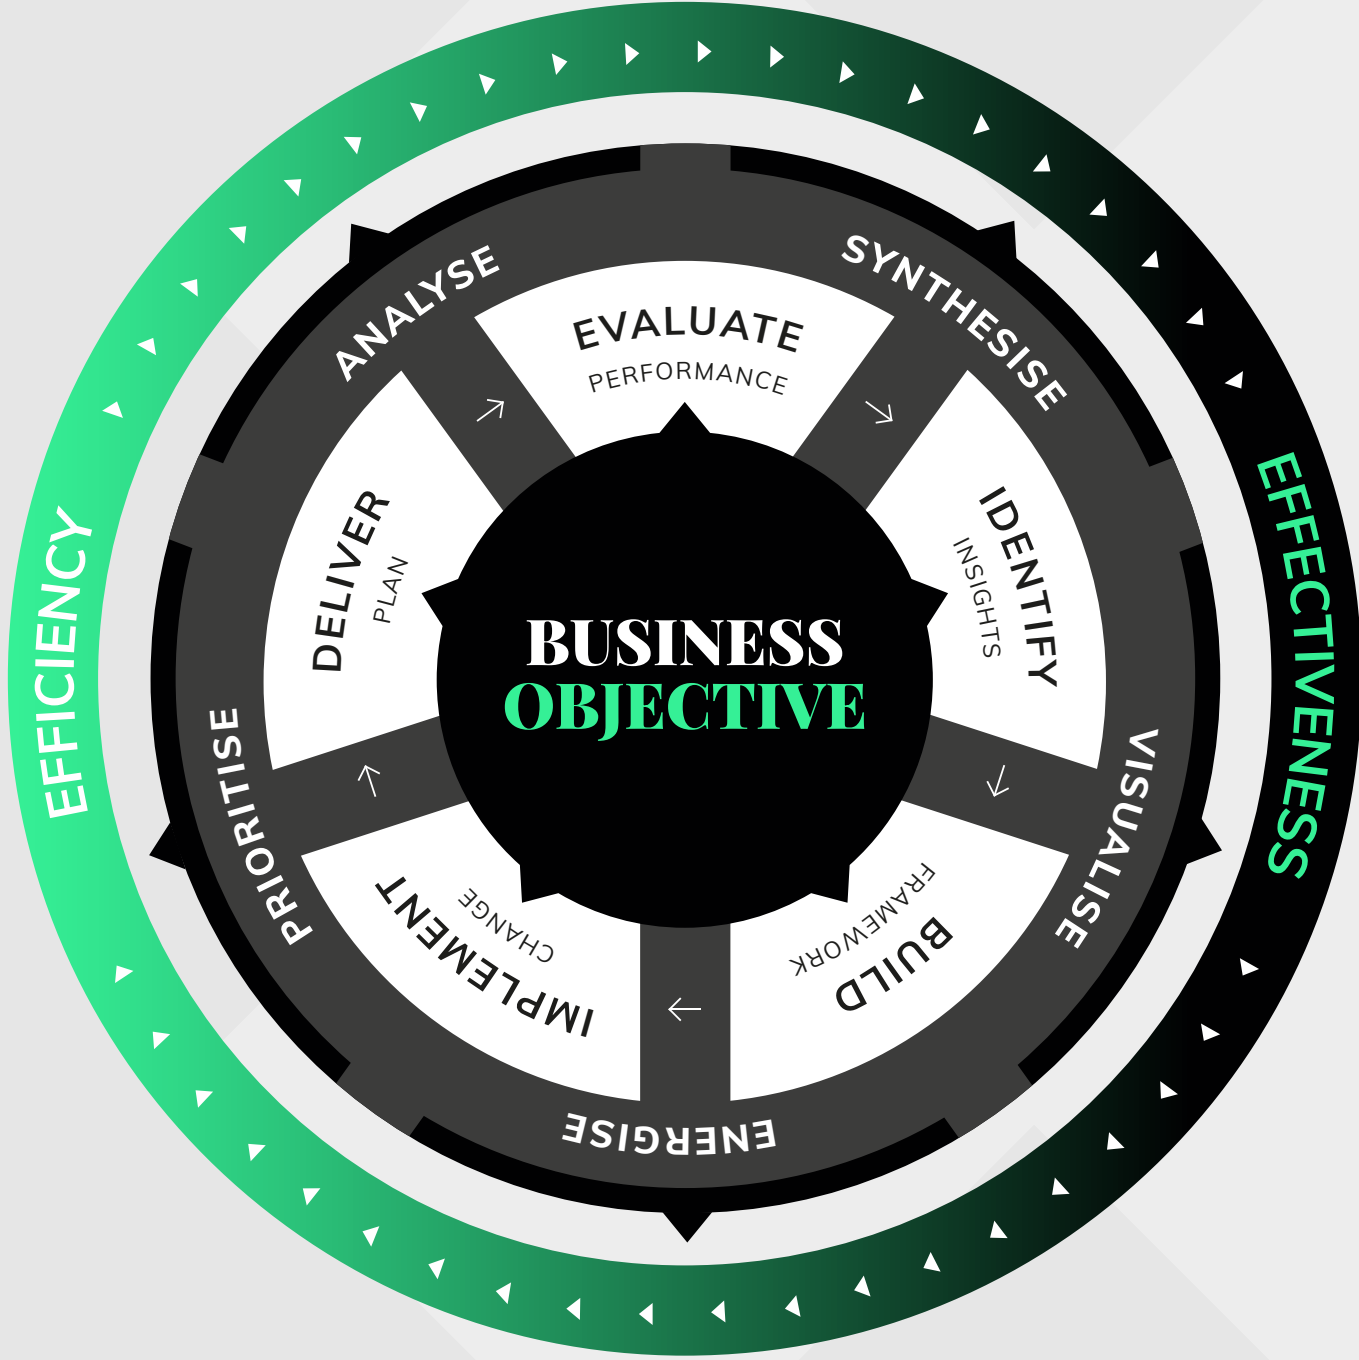 EFFICIENCY
EFFECTIVENESS
ANALYSE
SYNTHESISE
VISUALISE
ENERGISE
PRIORITISE
EVALUATE
PERFORMANCE
IDENTIFY
INSIGHTS
BUILD
FRAMEWORK
IMPLEMENT
CHANGE
DELIVER
PLAN
BUSINESS
OBJECTIVE